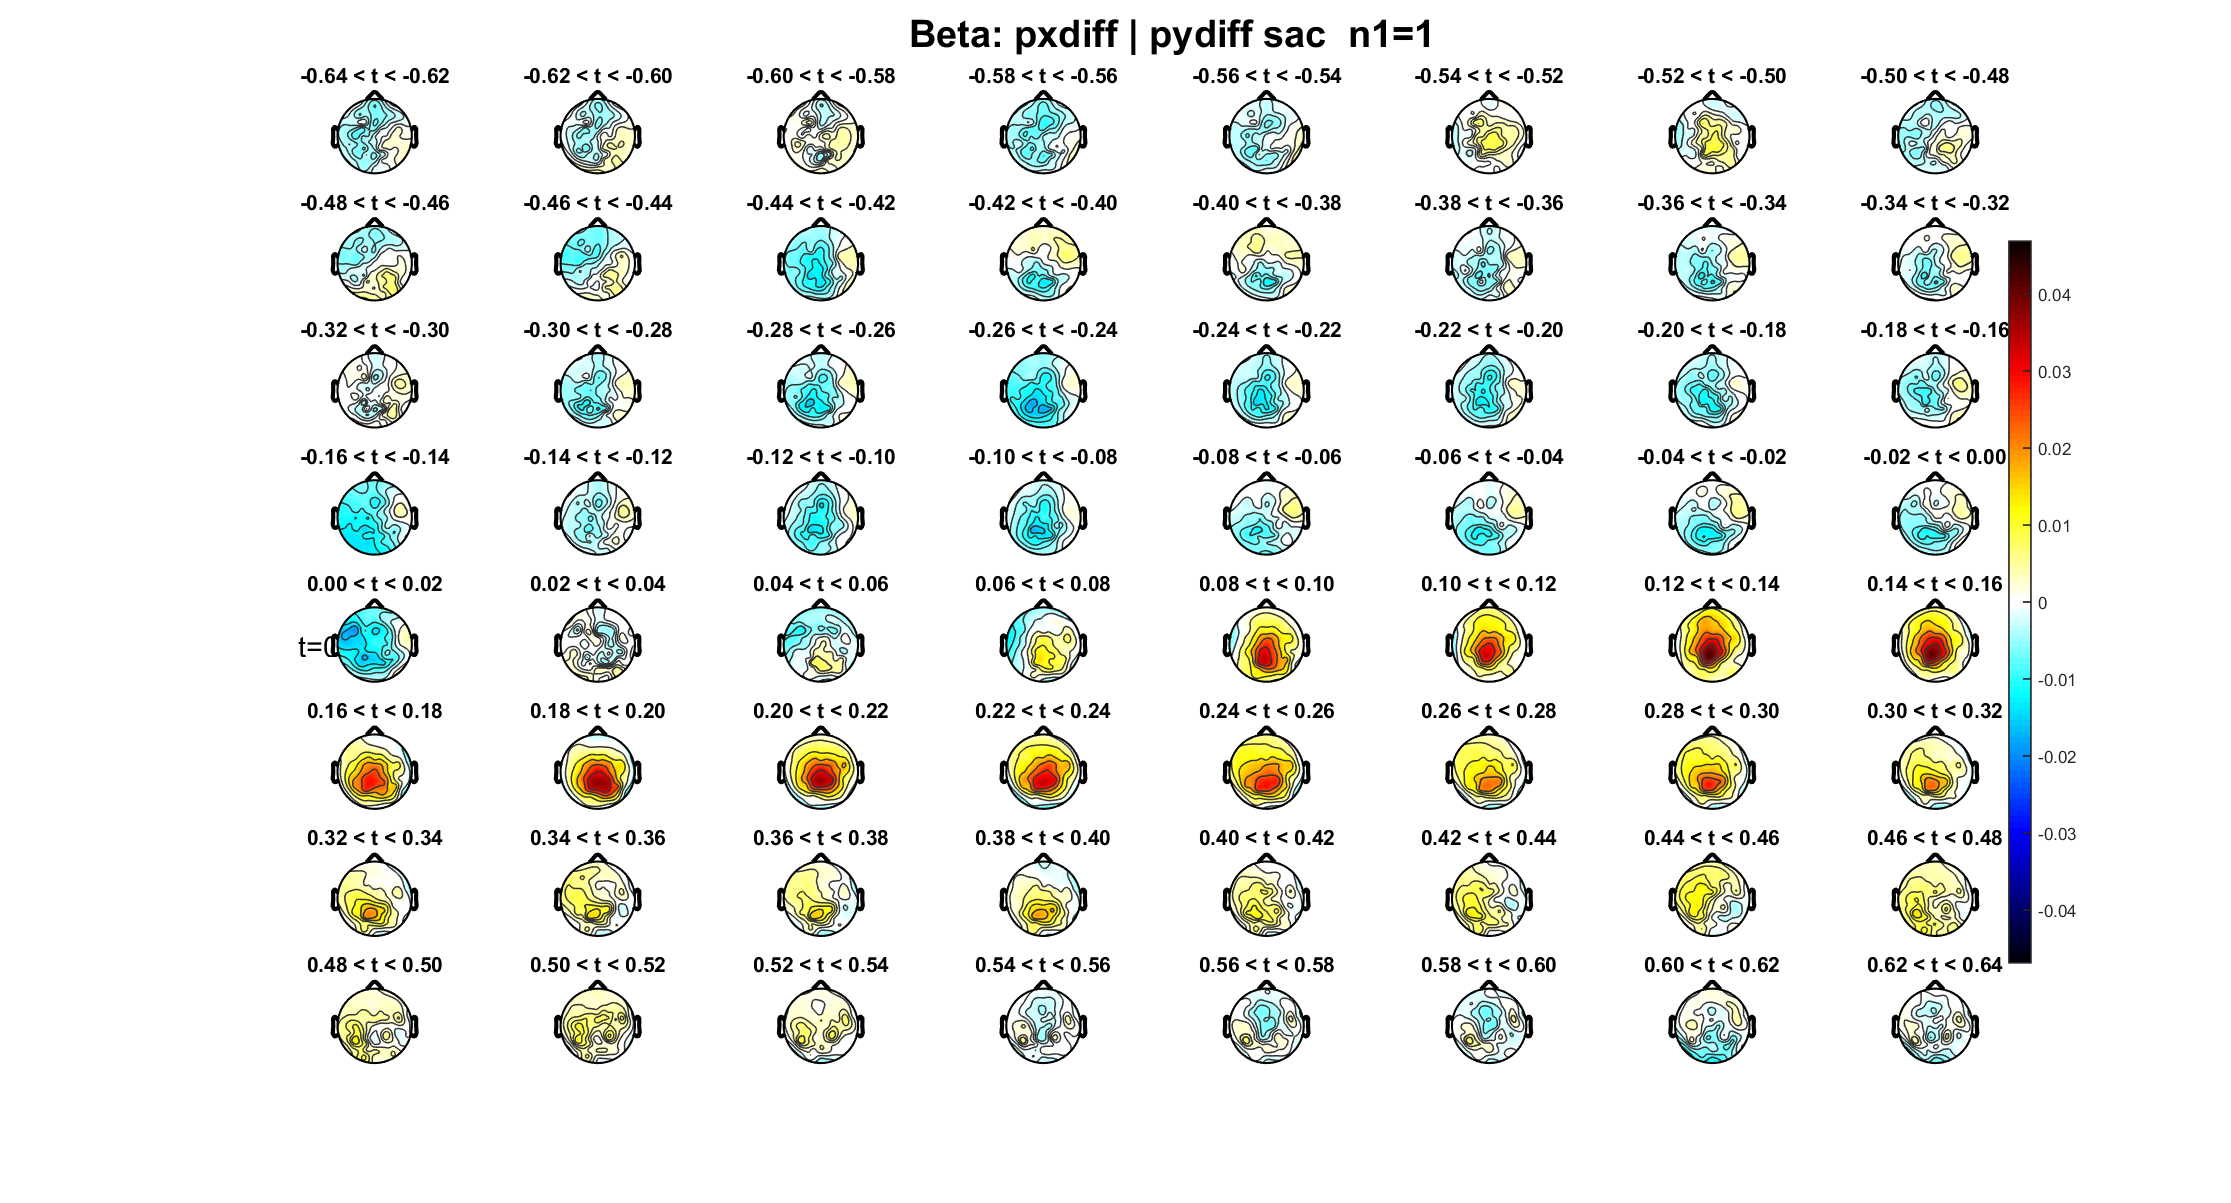 Beta: pxdiff | pydiff sac  n1=1
-0.64 < t < -0.62 -0.62 < t < -0.60 -0.60 < t < -0.58 -0.58 < t < -0.56 -0.56 < t < -0.54 -0.54 < t < -0.52 -0.52 < t < -0.50 -0.50 < t < -0.48
-0.48 < t < -0.46 -0.46 < t < -0.44 -0.44 < t < -0.42 -0.42 < t < -0.40 -0.40 < t < -0.38 -0.38 < t < -0.36 -0.36 < t < -0.34 -0.34 < t < -0.32
-0.32 < t < -0.30 -0.30 < t < -0.28 -0.28 < t < -0.26 -0.26 < t < -0.24 -0.24 < t < -0.22 -0.22 < t < -0.20 -0.20 < t < -0.18 -0.18 < t < -0.16
-0.16 < t < -0.14 -0.14 < t < -0.12 -0.12 < t < -0.10 -0.10 < t < -0.08 -0.08 < t < -0.06 -0.06 < t < -0.04 -0.04 < t < -0.02 -0.02 < t < 0.00
0.00 < t < 0.02 0.02 < t < 0.04 0.04 < t < 0.06 0.06 < t < 0.08 0.08 < t < 0.10 0.10 < t < 0.12 0.12 < t < 0.14 0.14 < t < 0.16
t=0
0.16 < t < 0.18 0.18 < t < 0.20 0.20 < t < 0.22 0.22 < t < 0.24 0.24 < t < 0.26 0.26 < t < 0.28 0.28 < t < 0.30 0.30 < t < 0.32
0.32 < t < 0.34 0.34 < t < 0.36 0.36 < t < 0.38 0.38 < t < 0.40 0.40 < t < 0.42 0.42 < t < 0.44 0.44 < t < 0.46 0.46 < t < 0.48
0.48 < t < 0.50 0.50 < t < 0.52 0.52 < t < 0.54 0.54 < t < 0.56 0.56 < t < 0.58 0.58 < t < 0.60 0.60 < t < 0.62 0.62 < t < 0.64
0.04
0.03
0.02
0.01
0
-0.01
-0.02
-0.03
-0.04